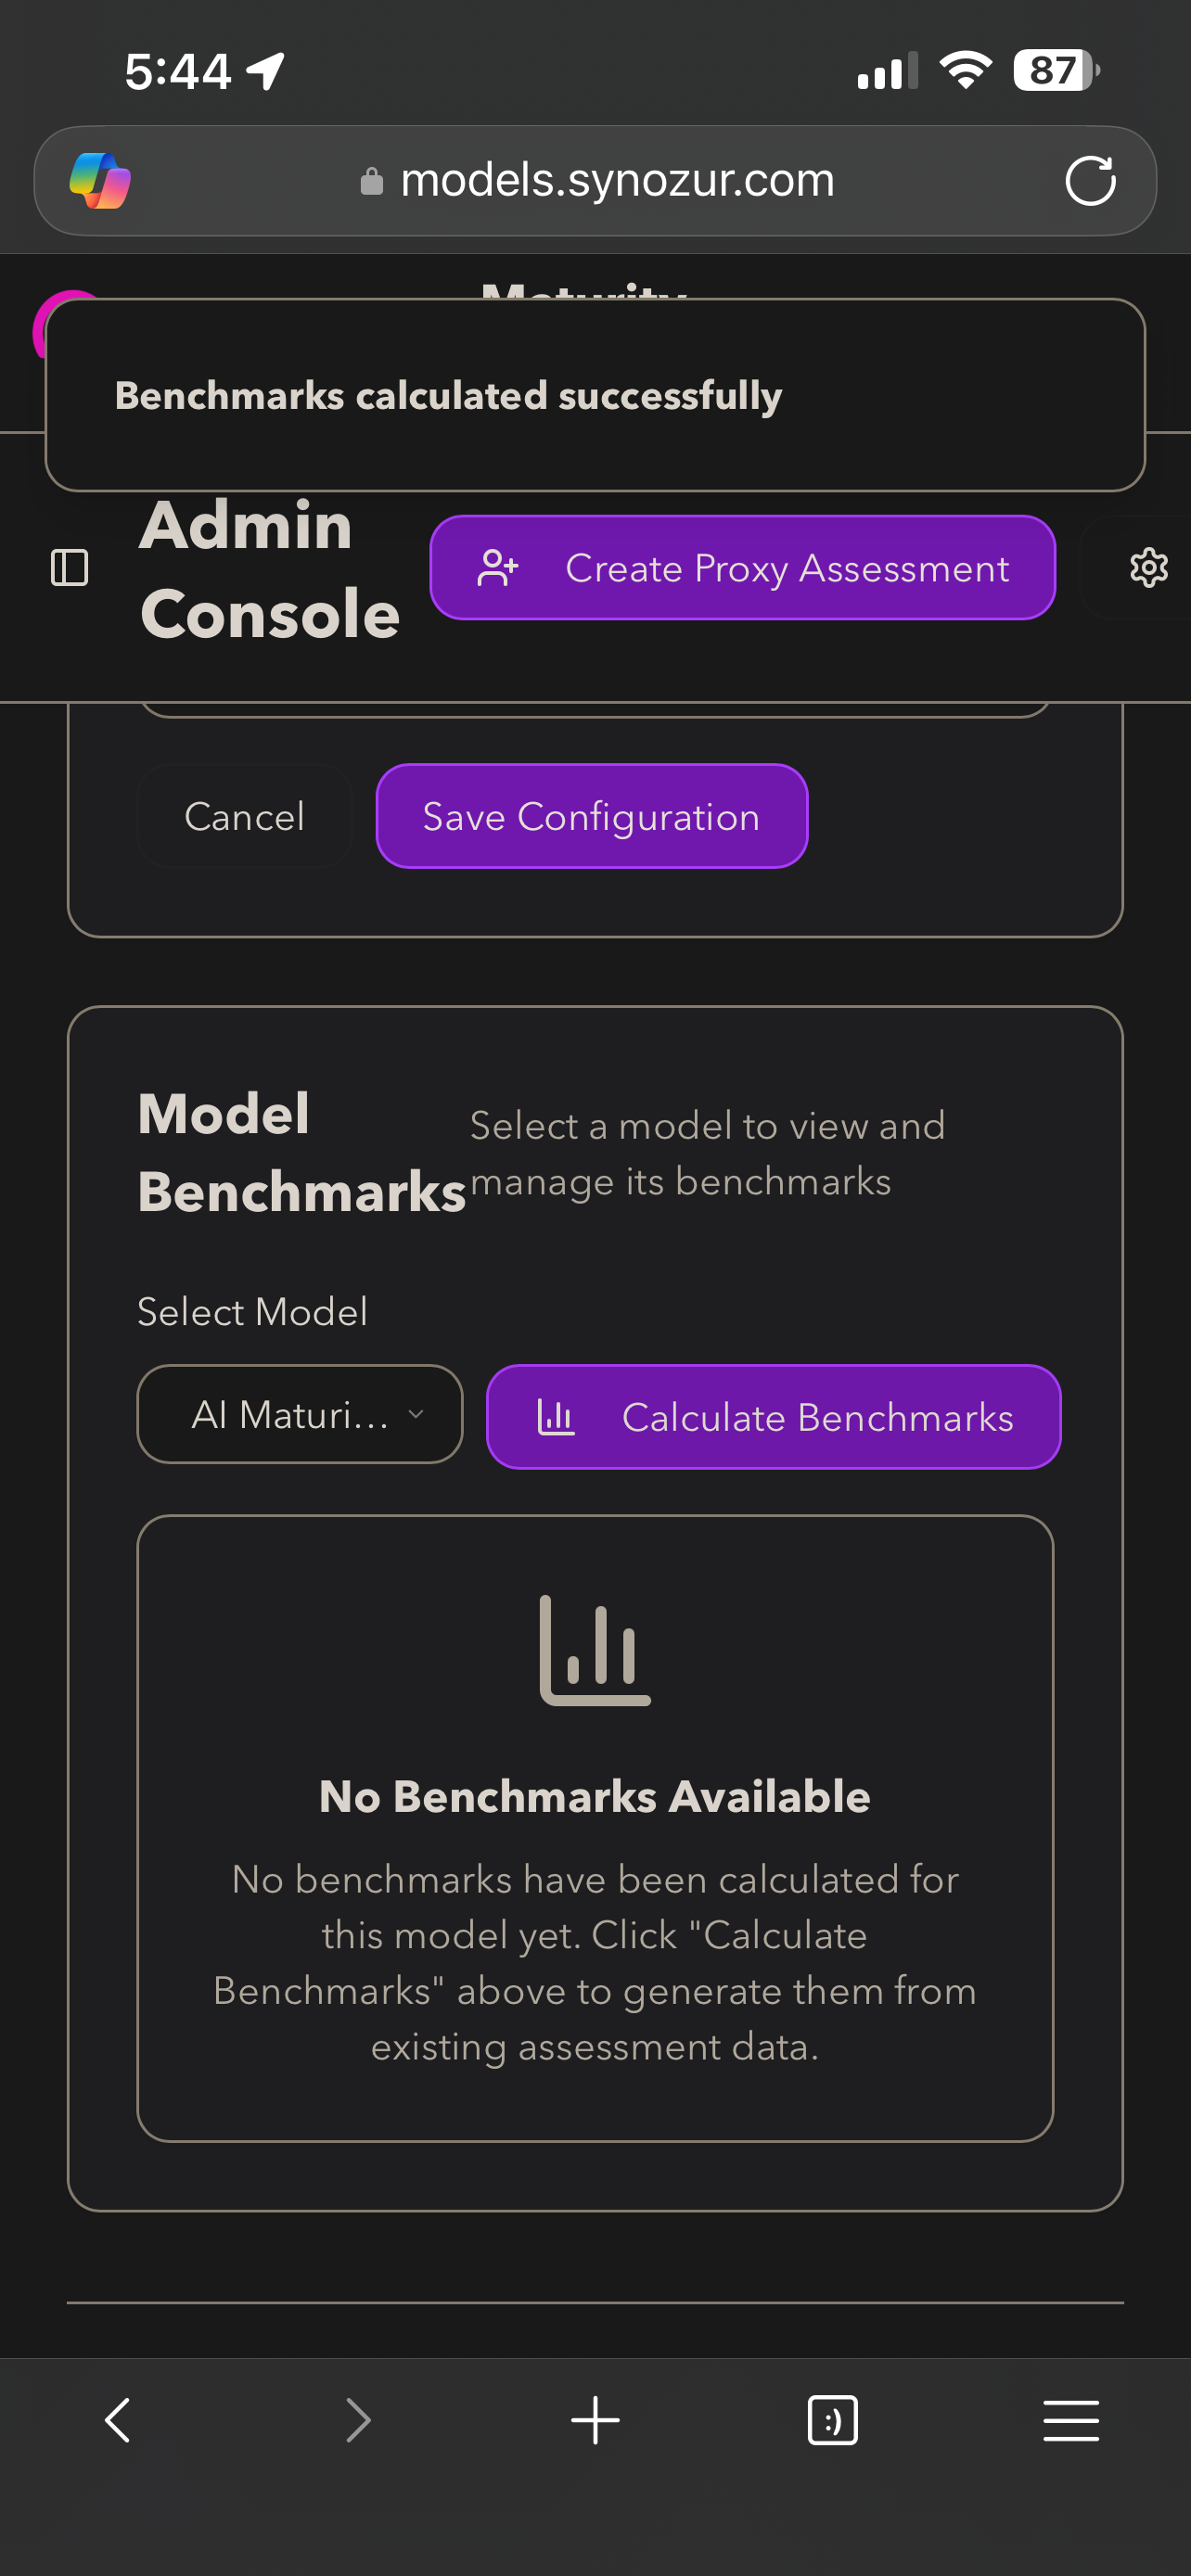 5:44
87
models.synozur.com
Maturity
Benchmarks calculated successfully
Admin
Console
Create Proxy Assessment
Cancel
Save Configuration
Model
Benchmarks
Select a model to view and
manage its benchmarks
Select Model
AI Maturi...
Calculate Benchmarks
No Benchmarks Available
No benchmarks have been calculated for
this model yet. Click "Calculate
Benchmarks" above to generate them from
existing assessment data.
:)